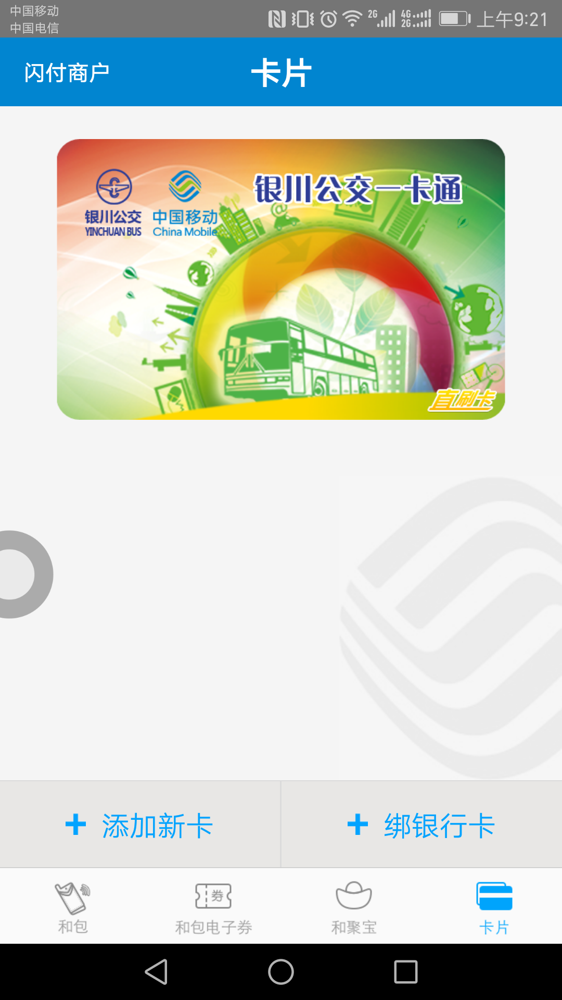 中国移动
中国电信
2G
4G
2G
上午9:21
闪付商户
卡片
银川公交
YINCHUAN BUS
中国移动
China Mobile
银川公交一卡通
@
直刷卡
+ 添加新卡
+ 绑银行卡
券
和包
和包电子券
和聚宝
卡片